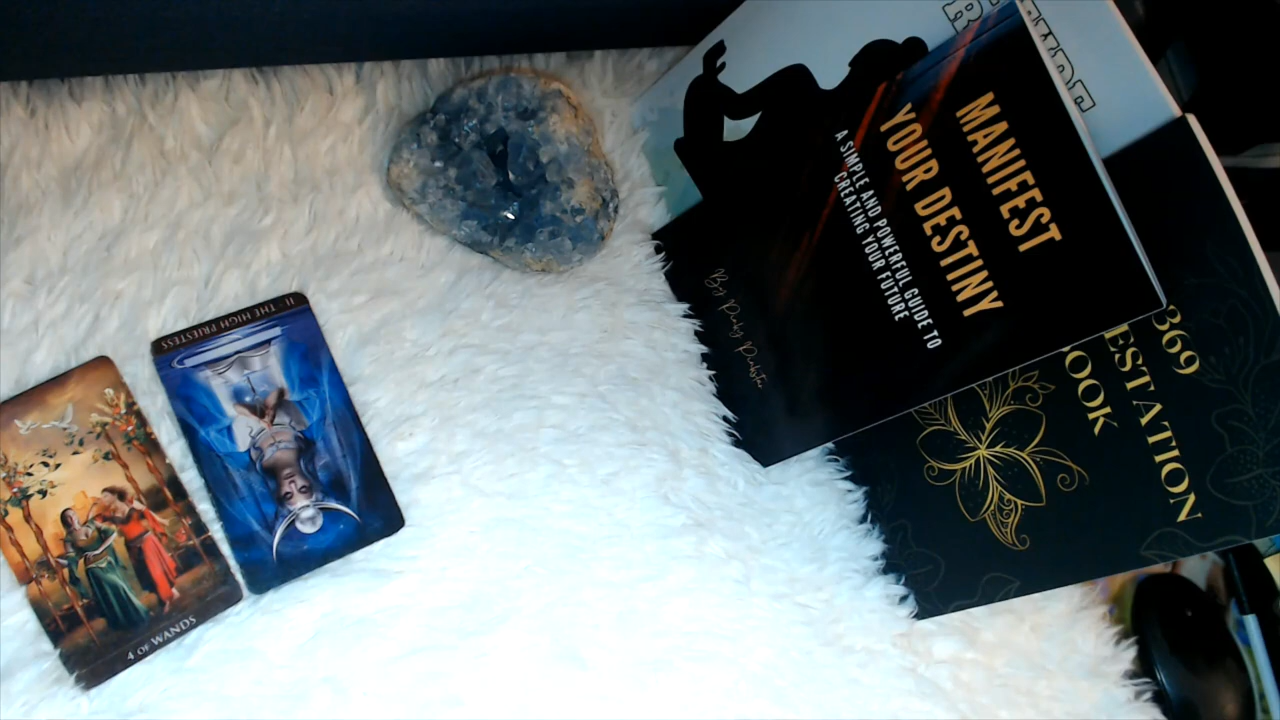 II - THE HIGH PRIESTESS
4 OF WANDS
MANIFEST
YOUR DESTINY
A SIMPLE AND POWERFUL GUIDE TO
CREATING YOUR FUTURE
By
369
ESTATION
OOK